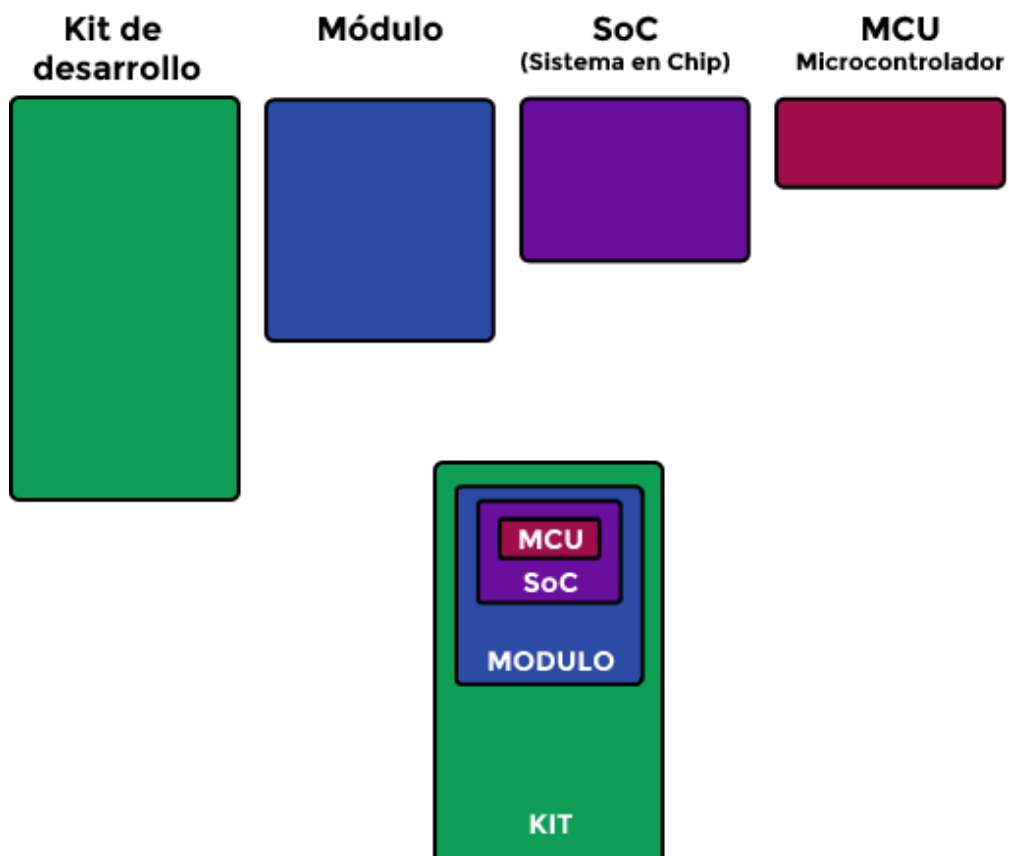 Kit de
desarrollo
Módulo
SoC
(Sistema en Chip)
MCU
Microcontrolador
MCU
SoC
MODULO
KIT